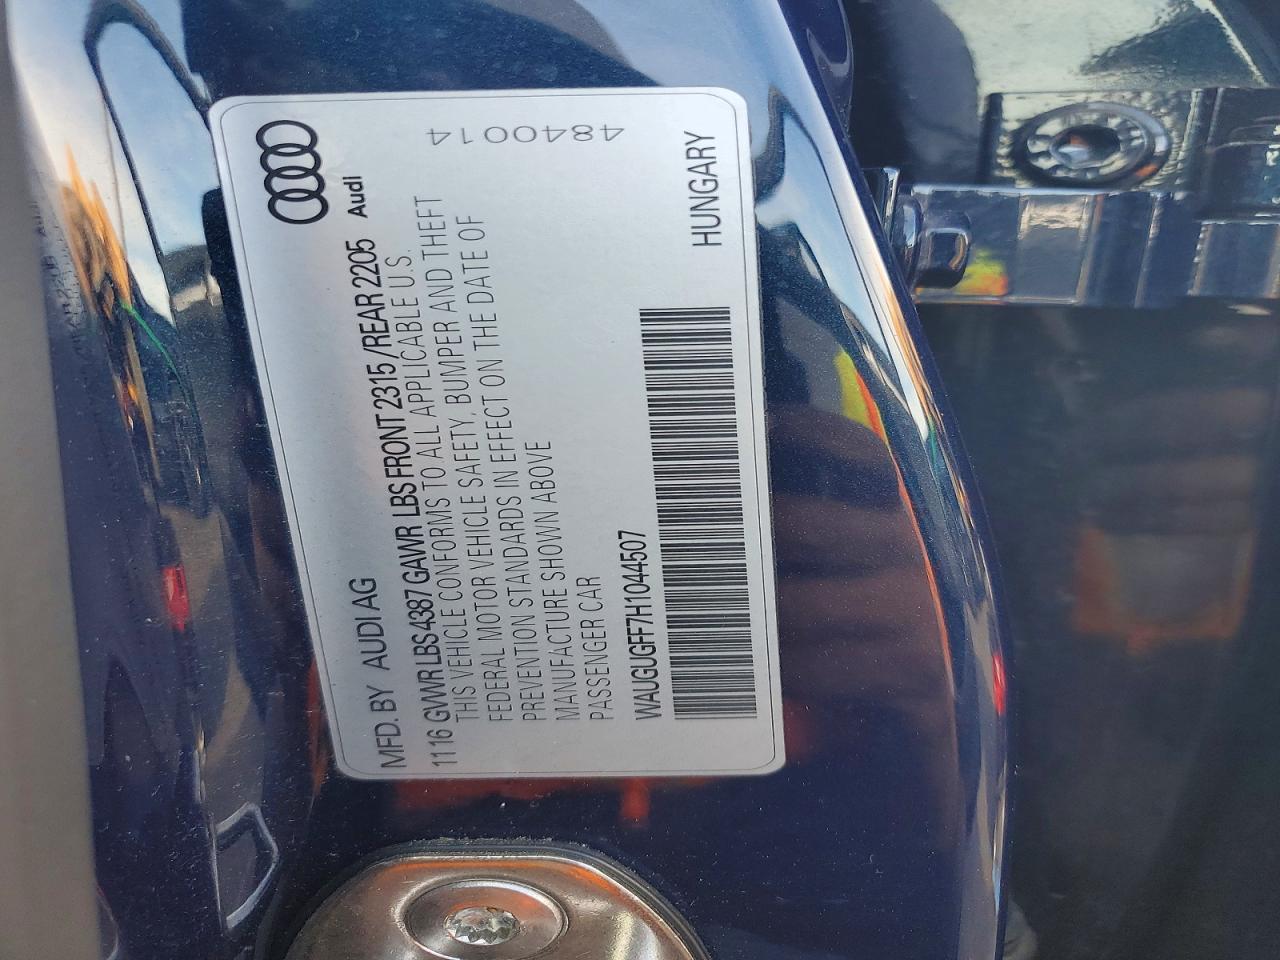 MFD. BY AUDI AG
Audi
1116 GVWR LBS 4387 GAWR LBS FRONT 2315 /REAR 2205
THIS VEHICLE CONFORMS TO ALL APPLICABLE U.S.
FEDERAL MOTOR VEHICLE SAFETY, BUMPER AND THEFT
PREVENTION STANDARDS IN EFFECT ON THE DATE OF
MANUFACTURE SHOWN ABOVE
PASSENGER CAR
4840014
WAUGUGFF7H1044507
HUNGARY